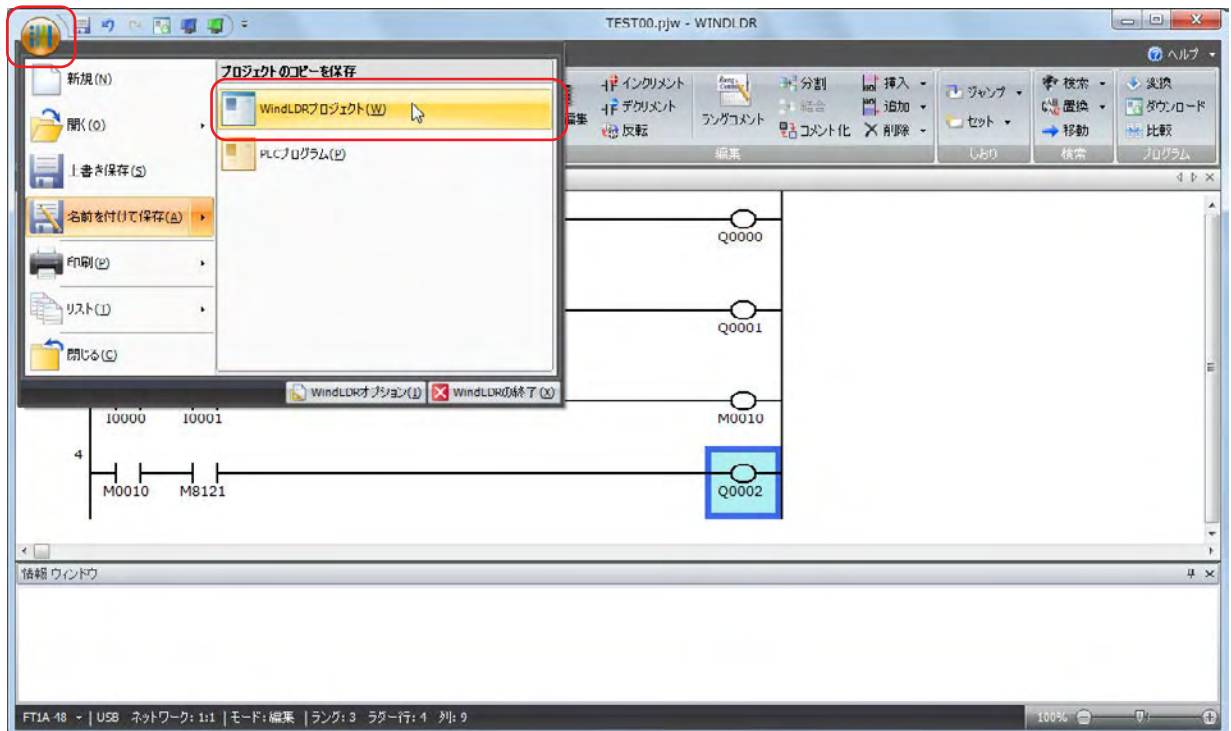 TEST00.pjw - WINDLDR
ヘルプ
新規(N)
開く(O)
上書き保存(S)
名前を付けて保存(A)
印刷(P)
リスト(I)
閉じる(C)
プロジェクトのコピーを保存
WindLDRプロジェクト(W)
PLCプログラム(P)
WindLDRオプション(I)
WindLDRの終了(X)
編集
インクリメント
デクリメント
反転
ラングコメント
分割
結合
コメント化
挿入
追加
削除
編集
ジャンプ
セット
しおり
検索
置換
移動
検索
変換
ダウンロード
比較
プログラム
Q0000
Q0001
I0000 I0001 M0010
4
M0010 M8121 Q0002
情報 ウィンドウ
FT1A-48 USB ネットワーク: 1:1 モード: 編集 ラング: 3 ラダー行: 4 列: 9 100%